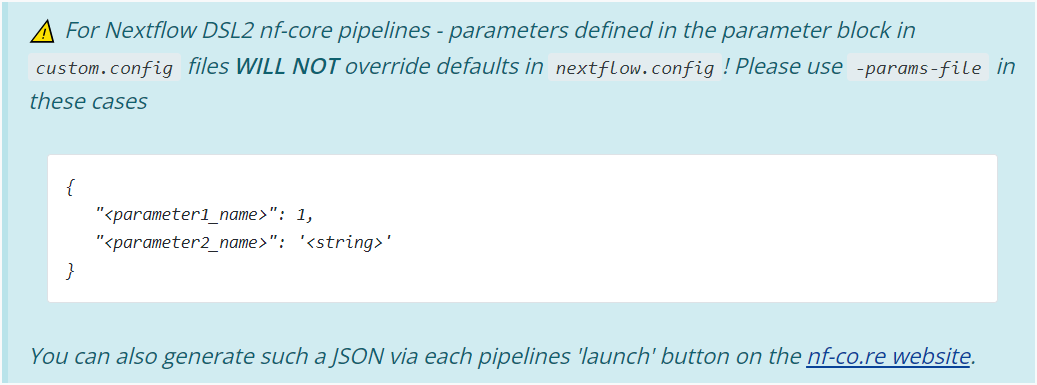 ⚠ For Nextflow DSL2 nf-core pipelines - parameters defined in the parameter block in
custom.config files WILL NOT override defaults in nextflow.config! Please use -params-file in
these cases
{
"<parameter1_name>": 1,
"<parameter2_name>": '<string>'
}
You can also generate such a JSON via each pipelines 'launch' button on the nf-co.re website.